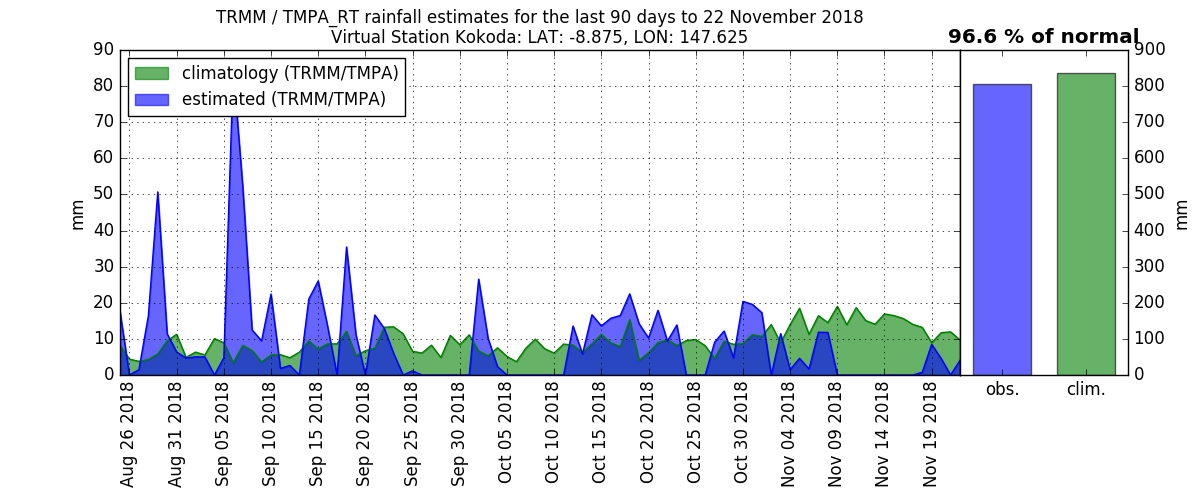 TRMM / TMPA_RT rainfall estimates for the last 90 days to 22 November 2018
Virtual Station Kokoda: LAT: -8.875, LON: 147.625
96.6 % of normal
climatology (TRMM/TMPA)
estimated (TRMM/TMPA)
mm
90
80
70
60
50
40
30
20
10
0
Aug 26 2018
Aug 31 2018
Sep 05 2018
Sep 10 2018
Sep 15 2018
Sep 20 2018
Sep 25 2018
Sep 30 2018
Oct 05 2018
Oct 10 2018
Oct 15 2018
Oct 20 2018
Oct 25 2018
Oct 30 2018
Nov 04 2018
Nov 09 2018
Nov 14 2018
Nov 19 2018
obs.
clim.
900
800
700
600
500
400
300
200
100
0
mm